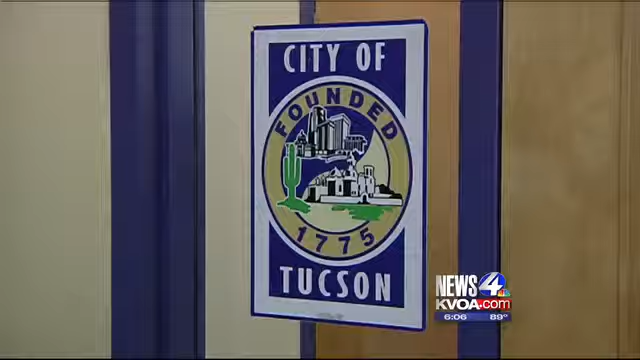 CITY OF
FOUNDED
1775
TUCSON
NEWS 4
KVOA.com
6:06 89°